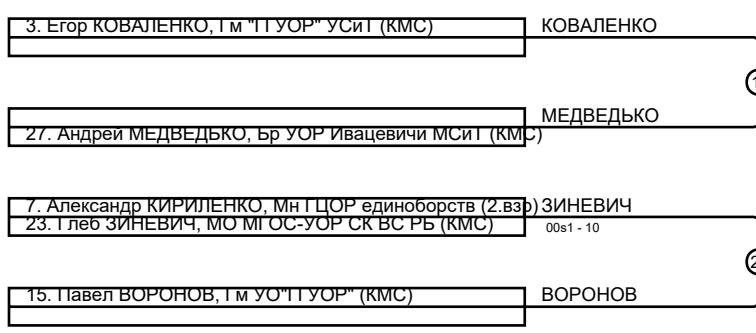 3. Егор КОВАЛЕНКО, Гм "ГГУОР" УСиТ (КМС) КОВАЛЕНКО
1
МЕДВЕДЬКО
27. Андрей МЕДВЕДЬКО, Бр УОР Ивацевичи МСиТ (КМС)
7. Александр КИРИЛЕНКО, Мн ГЦОР единоборств (2.взр) ЗИНЕВИЧ
23. Глеб ЗИНЕВИЧ, МО МГОС-УОР СК ВС РБ (КМС) 00s1 - 10
2
15. Павел ВОРОНОВ, Гм УО"ГГУОР" (КМС) ВОРОНОВ